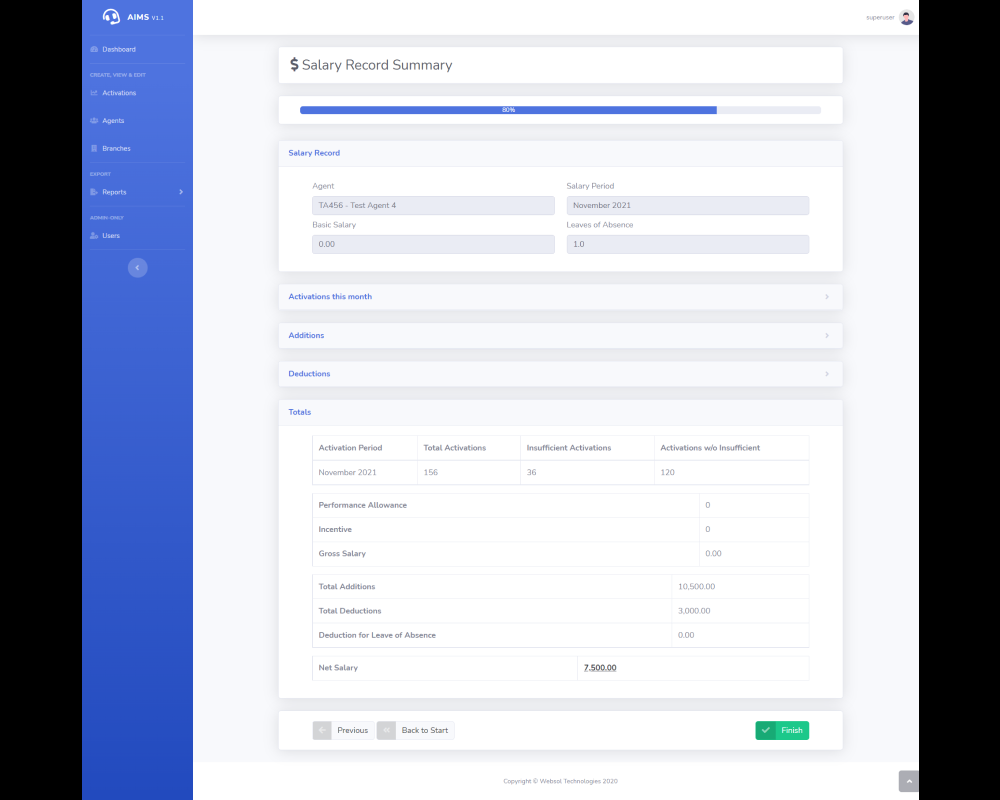 AIMS V1.1
superuser
Dashboard
CREATE, VIEW & EDIT
Activations
Agents
Branches
EXPORT
Reports
ADMIN-ONLY
Users
$ Salary Record Summary
80%
Salary Record
Agent Salary Period
TA456 - Test Agent 4 November 2021
Basic Salary Leaves of Absence
0.00 1.0
Activations this month
Additions
Deductions
Totals
Activation Period Total Activations Insufficient Activations Activations w/o Insufficient
November 2021 156 36 120
Performance Allowance 0
Incentive 0
Gross Salary 0.00
Total Additions 10,500.00
Total Deductions 3,000.00
Deduction for Leave of Absence 0.00
Net Salary 7,500.00
Previous Back to Start Finish
Copyright © Websol Technologies 2020